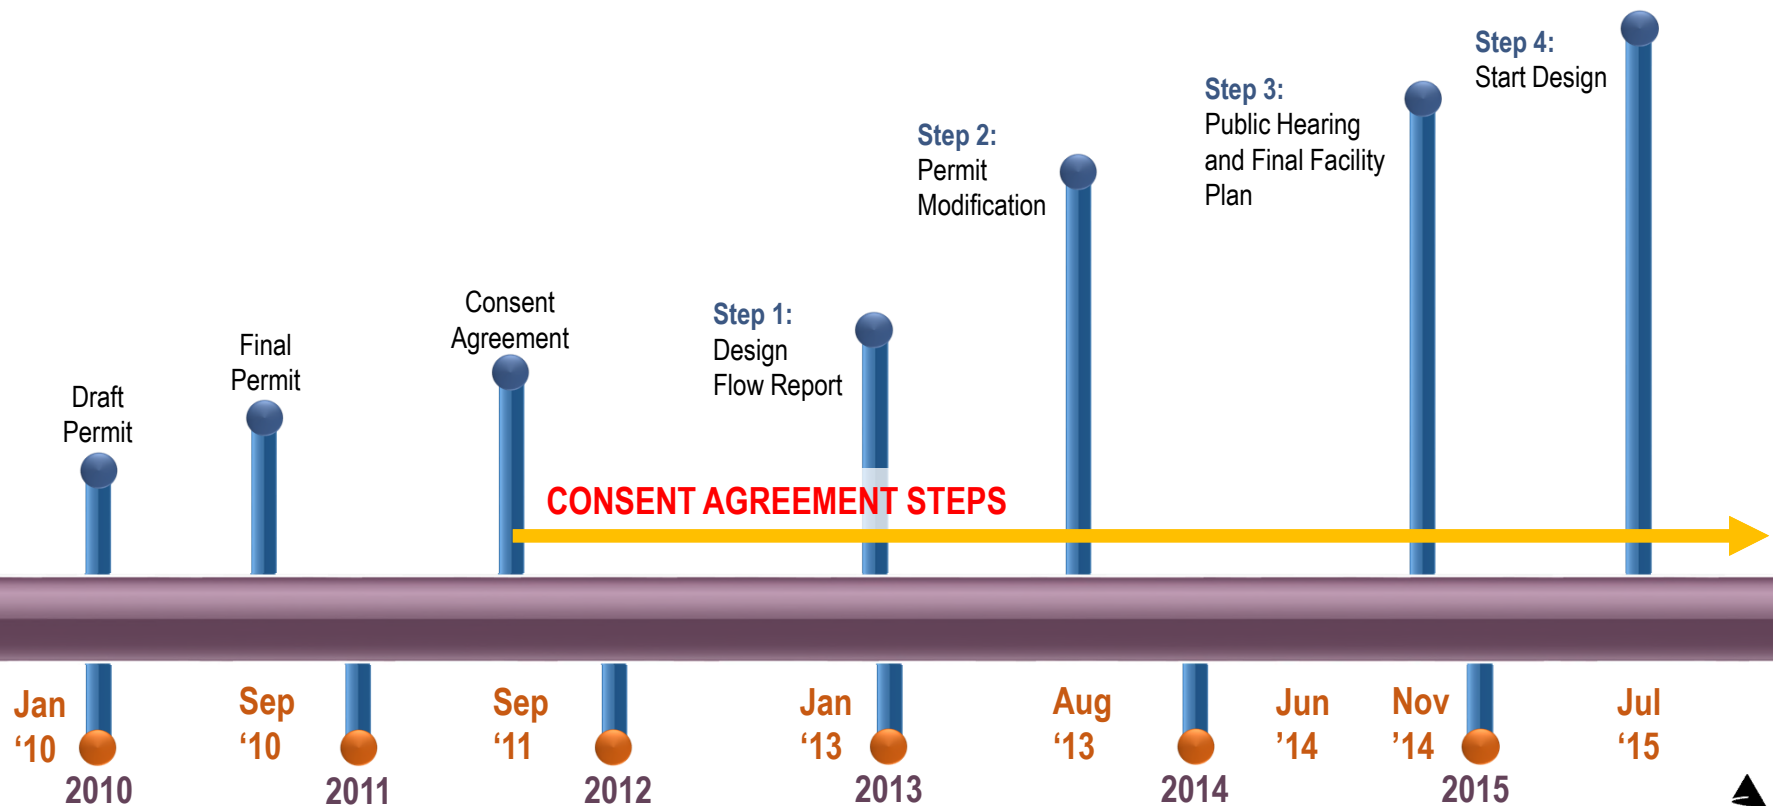 Step 4:
Start Design
Step 3:
Public Hearing
and Final Facility
Plan
Step 2:
Permit
Modification
Consent
Agreement
Step 1:
Design
Flow Report
Final
Permit
Draft
Permit
CONSENT AGREEMENT STEPS
Jan
‘10
Sep
‘10
Sep
‘11
Jan
‘13
Aug
‘13
Jun
’14
Nov
’14
Jul
‘15
2010
2011
2012
2013
2014
2015